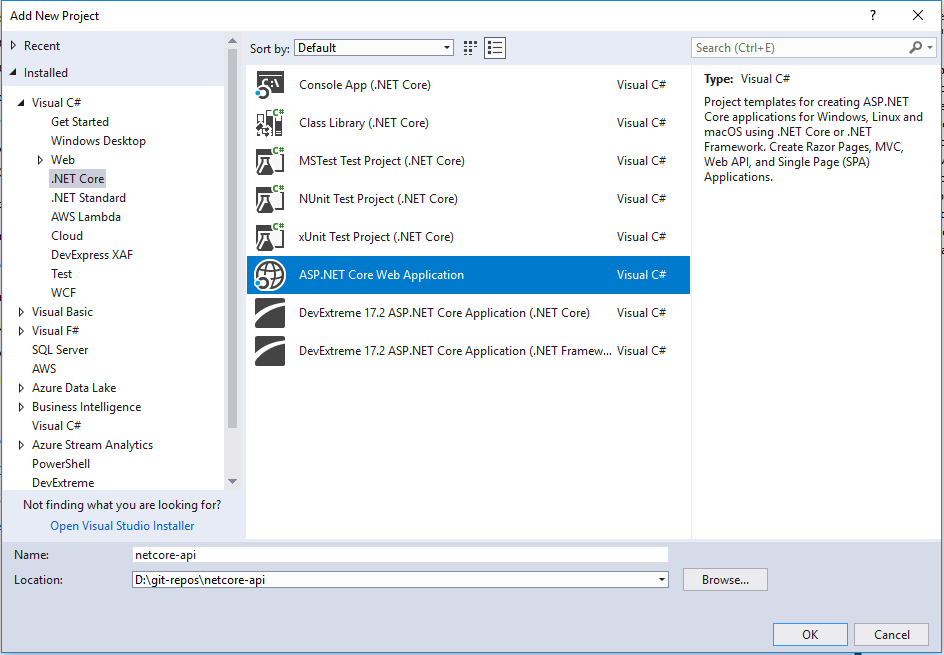 Add New Project
?
Recent
Installed
Visual C#
Get Started
Windows Desktop
Web
.NET Core
.NET Standard
AWS Lambda
Cloud
DevExpress XAF
Test
WCF
Visual Basic
Visual F#
SQL Server
AWS
Azure Data Lake
Business Intelligence
Visual C#
Azure Stream Analytics
PowerShell
DevExtreme
Not finding what you are looking for?
Open Visual Studio Installer
Sort by: Default
Console App (.NET Core) Visual C#
Class Library (.NET Core) Visual C#
MSTest Test Project (.NET Core) Visual C#
NUnit Test Project (.NET Core) Visual C#
xUnit Test Project (.NET Core) Visual C#
ASP.NET Core Web Application Visual C#
DevExtreme 17.2 ASP.NET Core Application (.NET Core) Visual C#
DevExtreme 17.2 ASP.NET Core Application (.NET Framew... Visual C#
Search (Ctrl+E)
Type: Visual C#
Project templates for creating ASP.NET
Core applications for Windows, Linux and
macOS using .NET Core or .NET
Framework. Create Razor Pages, MVC,
Web API, and Single Page (SPA)
Applications.
Name: netcore-api
Location: D:\git-repos\netcore-api
Browse...
OK Cancel